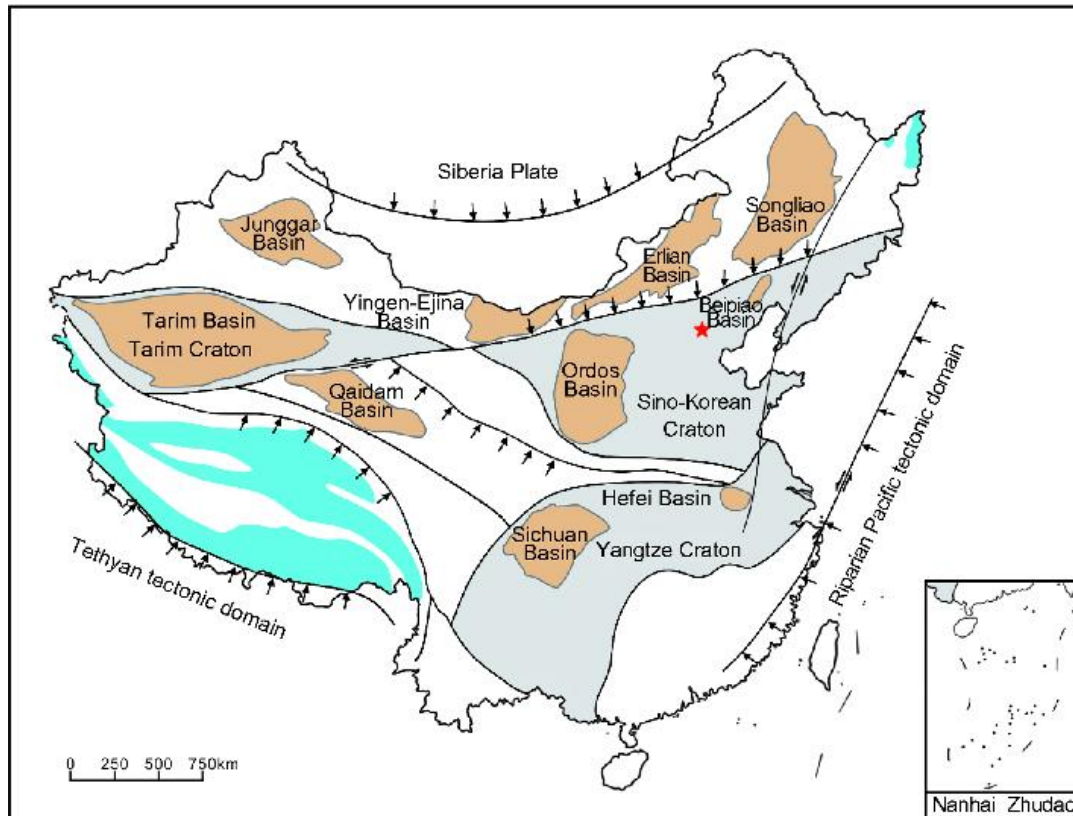 Siberia Plate
Junggar
Basin
Songliao
Basin
Erlian
Basin
Yingen-Ejina
Basin
Beipiao
Basin
Tarim Basin
Tarim Craton
Ordos
Basin
Qaidam
Basin
Sino-Korean
Craton
Hefei Basin
Sichuan
Basin
Yangtze Craton
Tethyan tectonic domain
Riparian Pacific tectonic domain
0 250 500 750km
Nanhai Zhudao